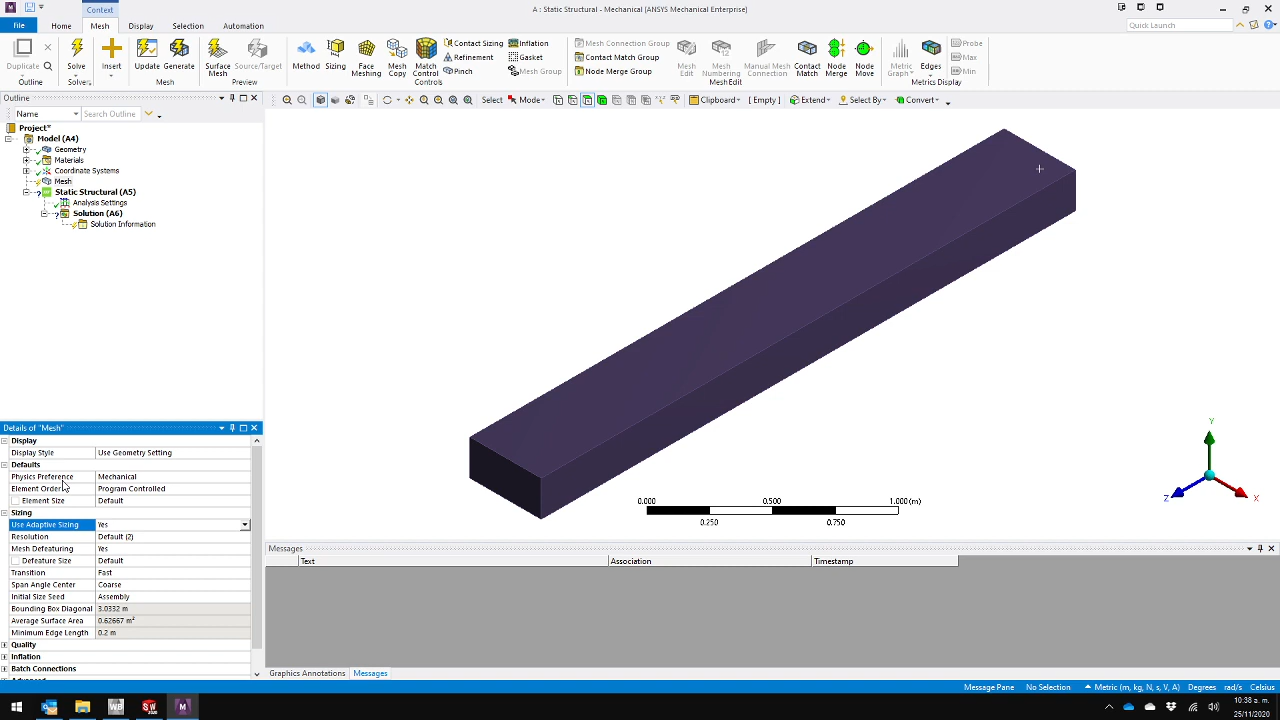 Context
A : Static Structural - Mechanical [ANSYS Mechanical Enterprise]
File Home Mesh Display Selection Automation
Quick Launch
Duplicate
Outline
Solve
Solver
Insert
Update Generate
Mesh
Surface Mesh
Source/Target
Preview
Method Sizing Face Meshing Mesh Copy Match Control
Contact Sizing
Refinement
Pinch
Inflation
Gasket
Mesh Group
Controls
Mesh Connection Group
Contact Match Group
Node Merge Group
Mesh Edit
Mesh Numbering
Manual Mesh Connection
Contact Match
Node Merge
Node Move
MeshEdit
Metric Graph
Edges
Probe
Max
Min
Metrics Display
Outline
Name
Search Outline
Select Mode Clipboard [ Empty ] Extend Select By Convert
Project*
Model (A4)
Geometry
Materials
Coordinate Systems
Mesh
Static Structural (A5)
Analysis Settings
Solution (A6)
Solution Information
Details of "Mesh"
Display
Display Style Use Geometry Setting
Defaults
Physics Preference Mechanical
Element Order Program Controlled
Element Size Default
Sizing
Use Adaptive Sizing Yes
Resolution Default (2)
Mesh Defeaturing Yes
Defeature Size Default
Transition Fast
Span Angle Center Coarse
Initial Size Seed Assembly
Bounding Box Diagonal 3.0332 m
Average Surface Area 0.62667 m²
Minimum Edge Length 0.2 m
Quality
Inflation
Batch Connections
Advanced
0.000 0.500 1.000 (m)
0.250 0.750
Y
Z X
Messages
Text Association Timestamp
Graphics Annotations Messages
Message Pane No Selection Metric (m, kg, N, s, V, A) Degrees rad/s Celsius
10:38 a. m.
25/11/2020